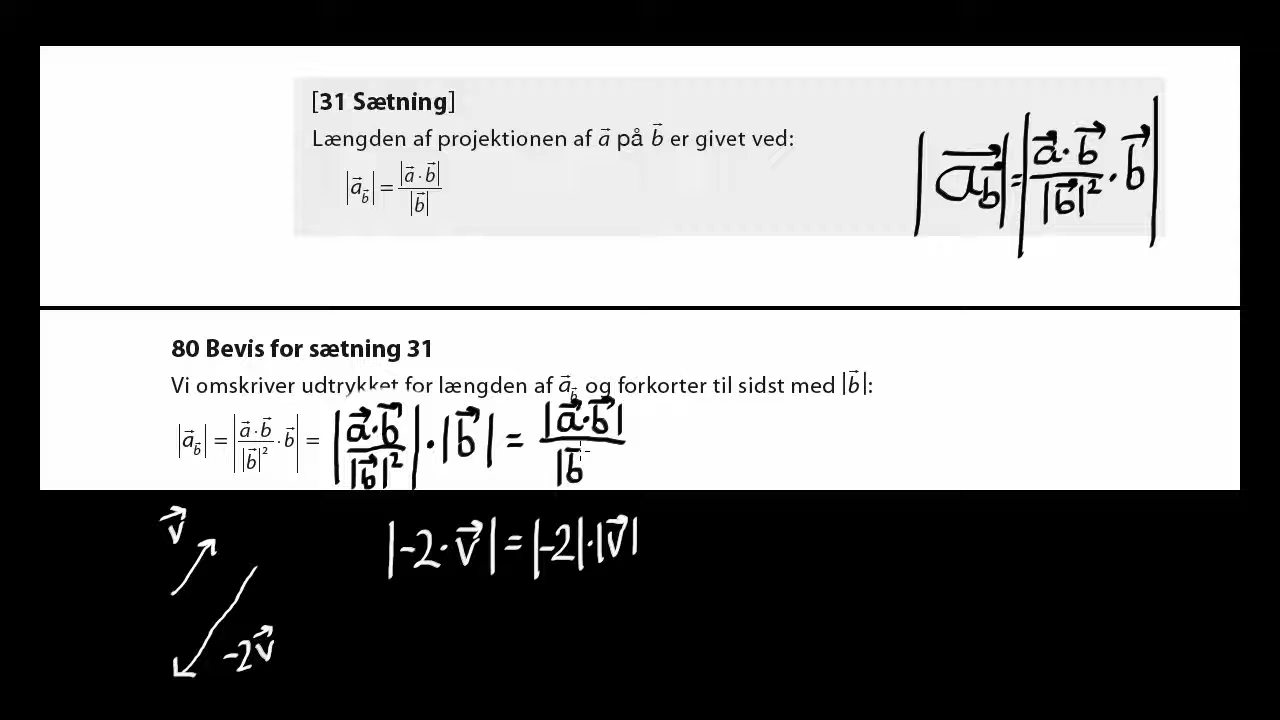 [31 Sætning]
Længden af projektionen af a⃗ på b⃗ er givet ved:
|a⃗_b⃗| = |a⃗ · b⃗| / |b⃗|
|a⃗_b⃗| = |(a⃗ · b⃗) / |b⃗|² · b⃗|
80 Bevis for sætning 31
Vi omskriver udtrykket for længden af a⃗_b⃗ og forkorter til sidst med |b⃗|:
|a⃗_b⃗| = |(a⃗ · b⃗) / |b⃗|² · b⃗| = |(a⃗ · b⃗) / |b⃗|²| · |b⃗| = |a⃗ · b⃗| / |b
v⃗
|-2 · v⃗| = |-2| · |v⃗|
-2v⃗